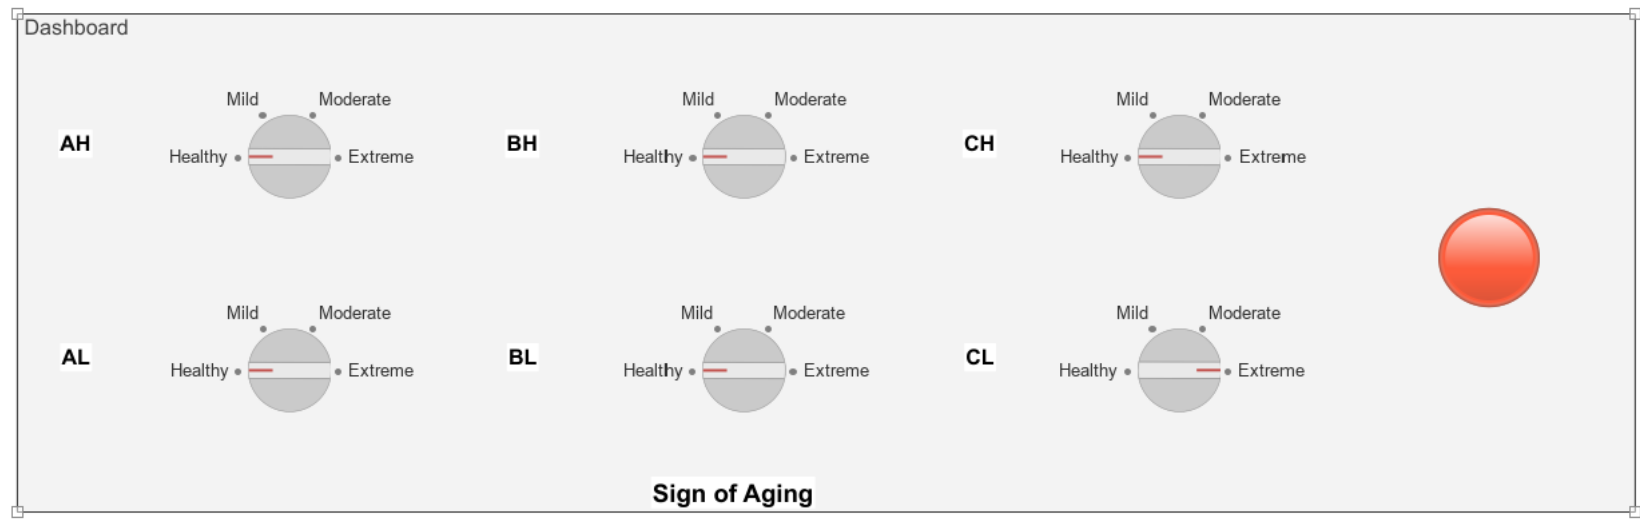 Dashboard
Mild Moderate Mild Moderate Mild Moderate
AH BH CH
Healthy Extreme Healthy Extreme Healthy Extreme
Mild Moderate Mild Moderate Mild Moderate
AL BL CL
Healthy Extreme Healthy Extreme Healthy Extreme
Sign of Aging